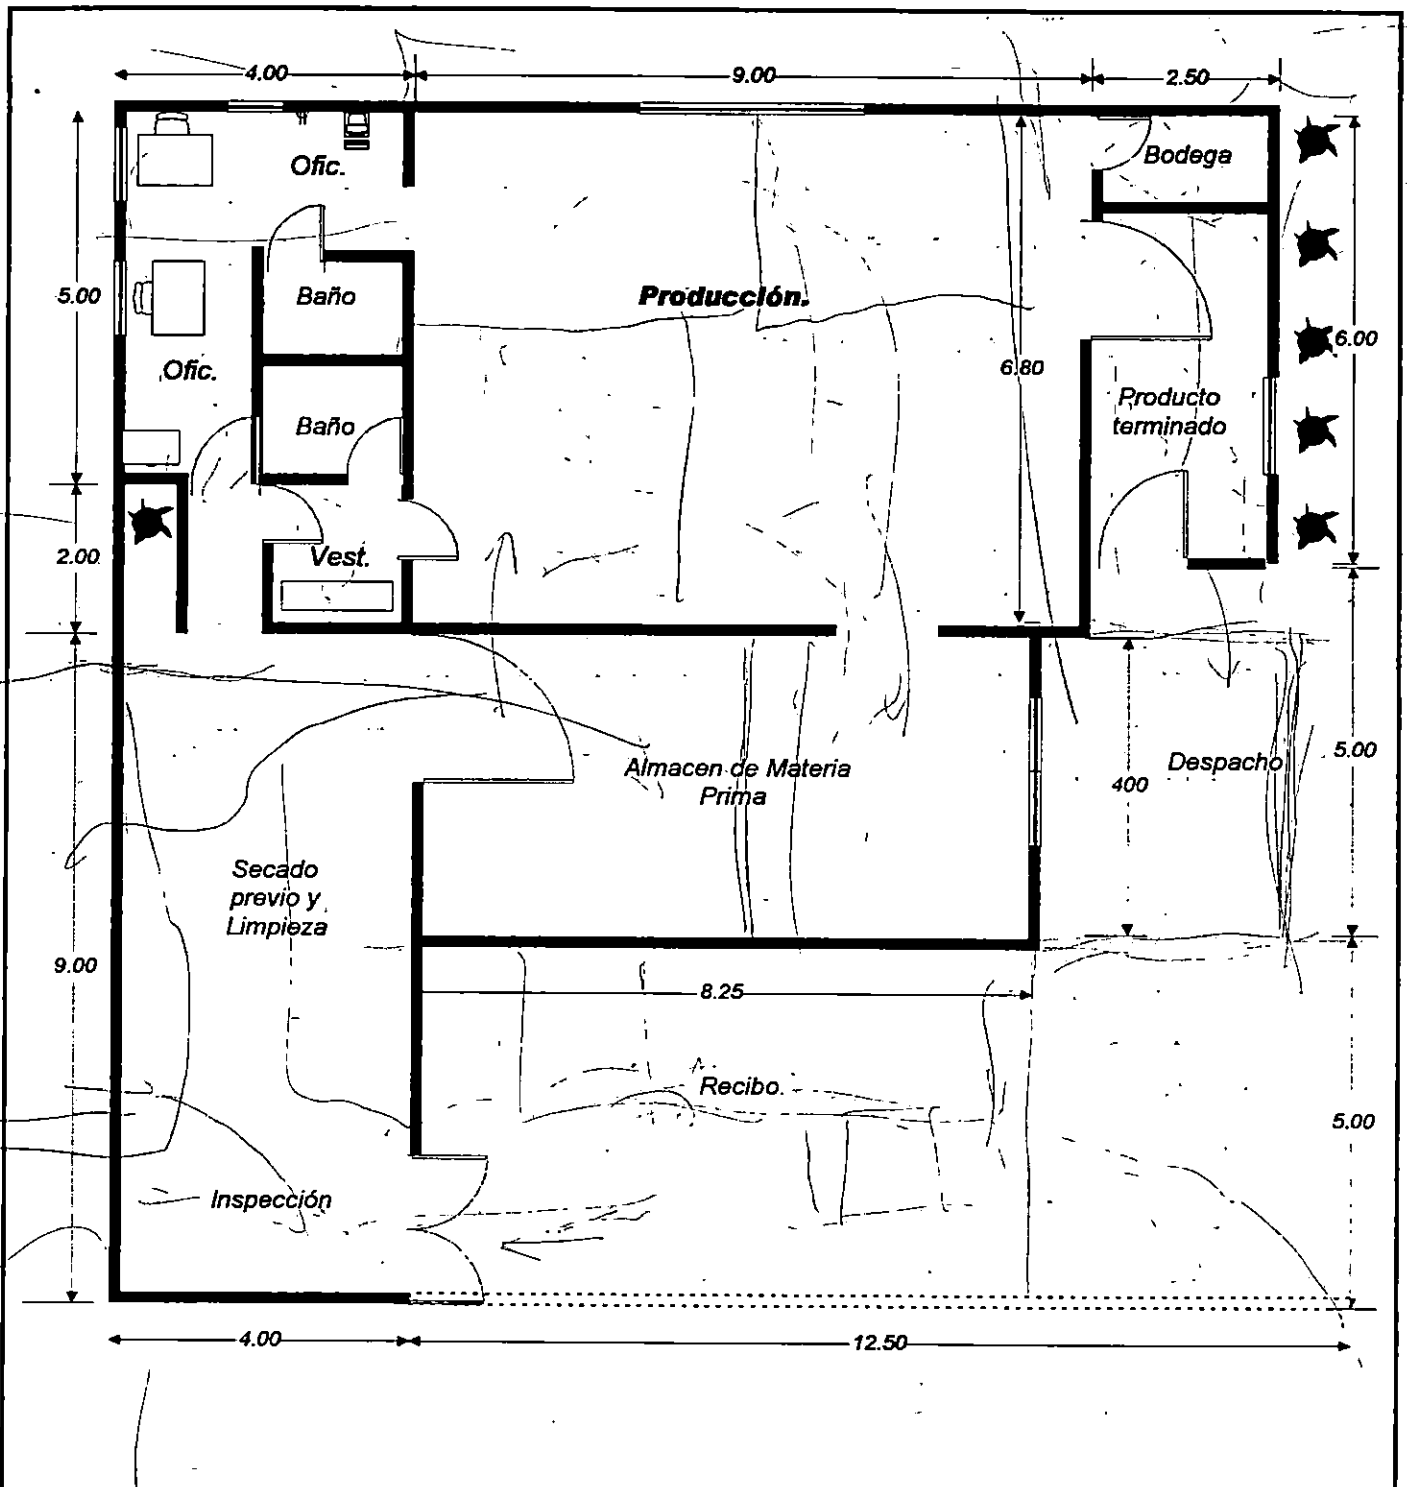 4.00
9.00
2.50
Ofic.
Bodega
5.00
Baño
Producción.
6.00
6.80
Ofic.
Producto
terminado
Baño
2.00
Vest.
Almacen de Materia
Prima
400
Despacho
5.00
Secado
previo y
Limpieza
9.00
8.25
Recibo.
5.00
Inspección
4.00
12.50